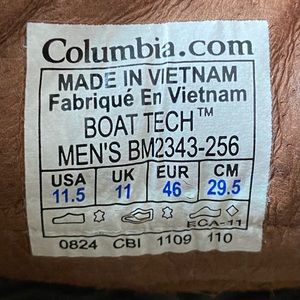 Columbia.com
MADE IN VIETNAM
Fabriqué En Vietnam
BOAT TECH™
MEN'S BM2343-256
USA UK EUR CM
11.5 11 46 29.5
ECA-11
0824 CBI 1109 110